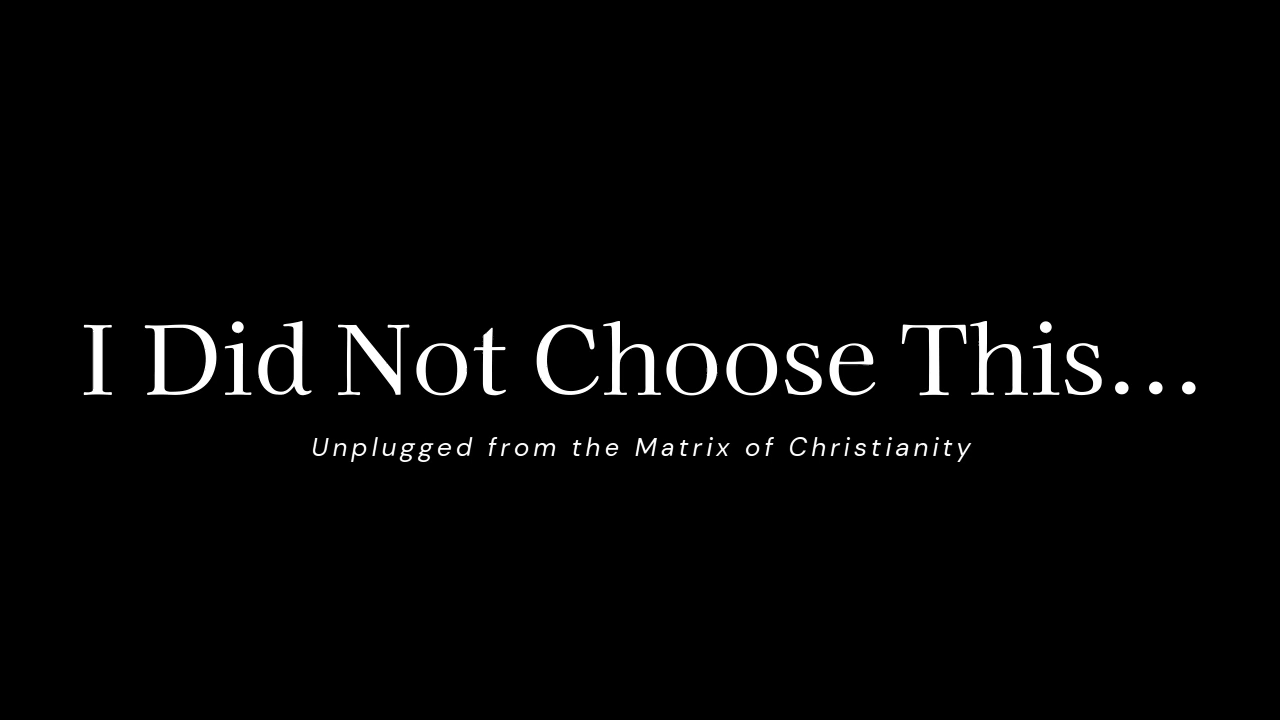 I Did Not Choose This...
Unplugged from the Matrix of Christianity